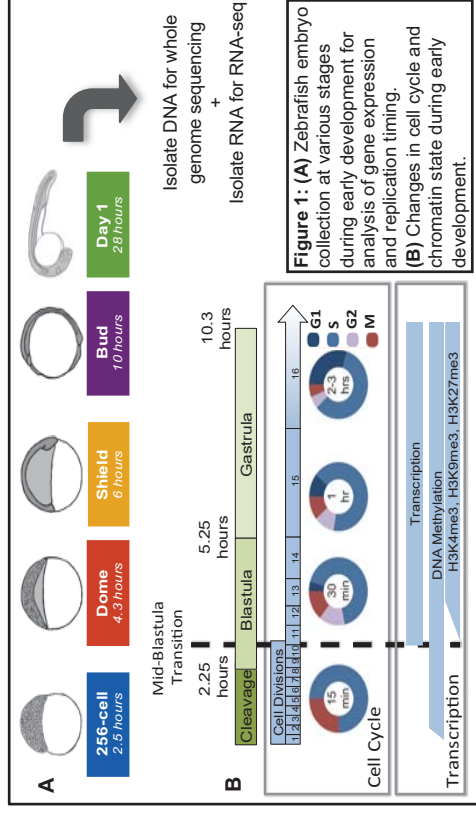 A
256-cell
2.5 hours
Dome
4.3 hours
Shield
6 hours
Bud
10 hours
Day 1
28 hours
Isolate DNA for whole
genome sequencing
+
Isolate RNA for RNA-seq
B
Mid-Blastula
Transition
2.25
hours
5.25
hours
10.3
hours
Cleavage
Blastula
Gastrula
Cell Divisions
1 2 3 4 5 6 7 8 9 10 11 12 13 14 15 16
15
min
30
min
1
hr
2-3
hrs
G1
S
G2
M
Cell Cycle
Transcription
DNA Methylation
H3K4me3, H3K9me3, H3K27me3
Transcription
Figure 1: (A) Zebrafish embryo
collection at various stages
during early development for
analysis of gene expression
and replication timing.
(B) Changes in cell cycle and
chromatin state during early
development.